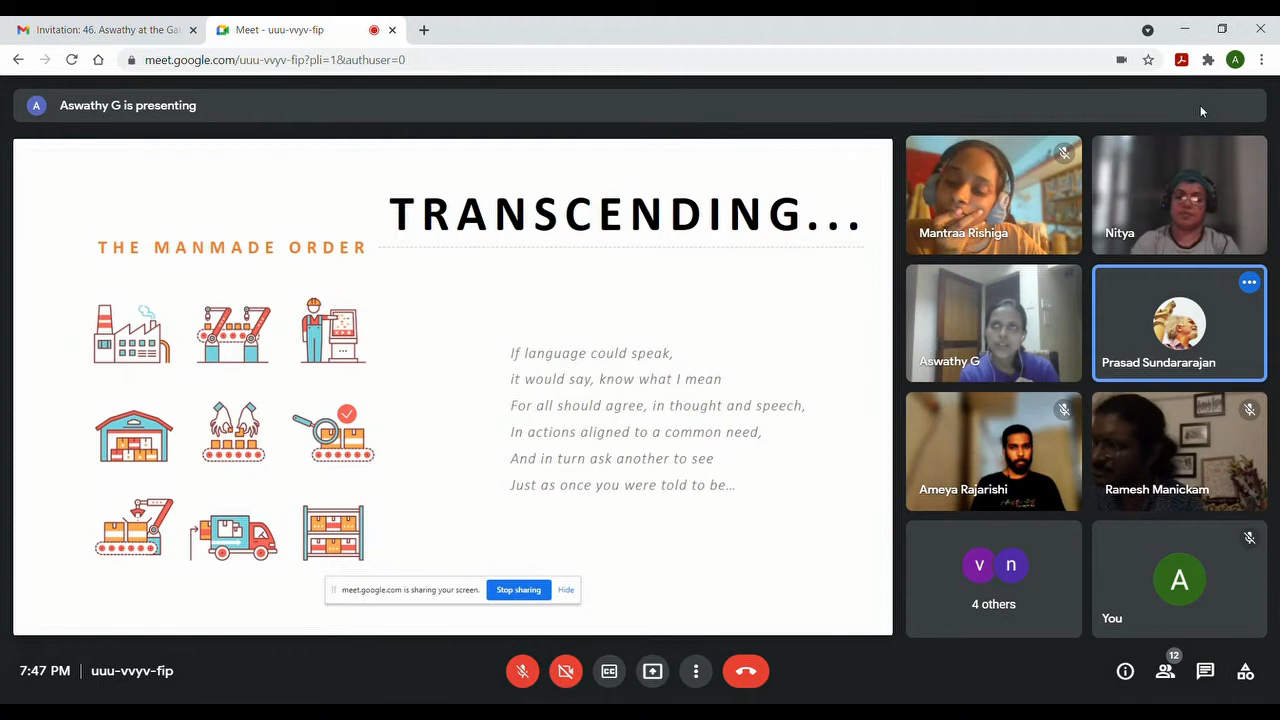 Invitation: 46. Aswathy at the Gat
Meet - uuu-vvyv-fip
meet.google.com/uuu-vvyv-fip?pli=1&authuser=0
A
A
Aswathy G is presenting
TRANSCENDING...
THE MANMADE ORDER
If language could speak,
it would say, know what I mean
For all should agree, in thought and speech,
In actions aligned to a common need,
And in turn ask another to see
Just as once you were told to be...
meet.google.com is sharing your screen.
Stop sharing
Hide
Mantraa Rishiga
Nitya
Aswathy G
Prasad Sundararajan
Ameya Rajarishi
Ramesh Manickam
v n
4 others
A
You
7:47 PM
uuu-vvyv-fip
12